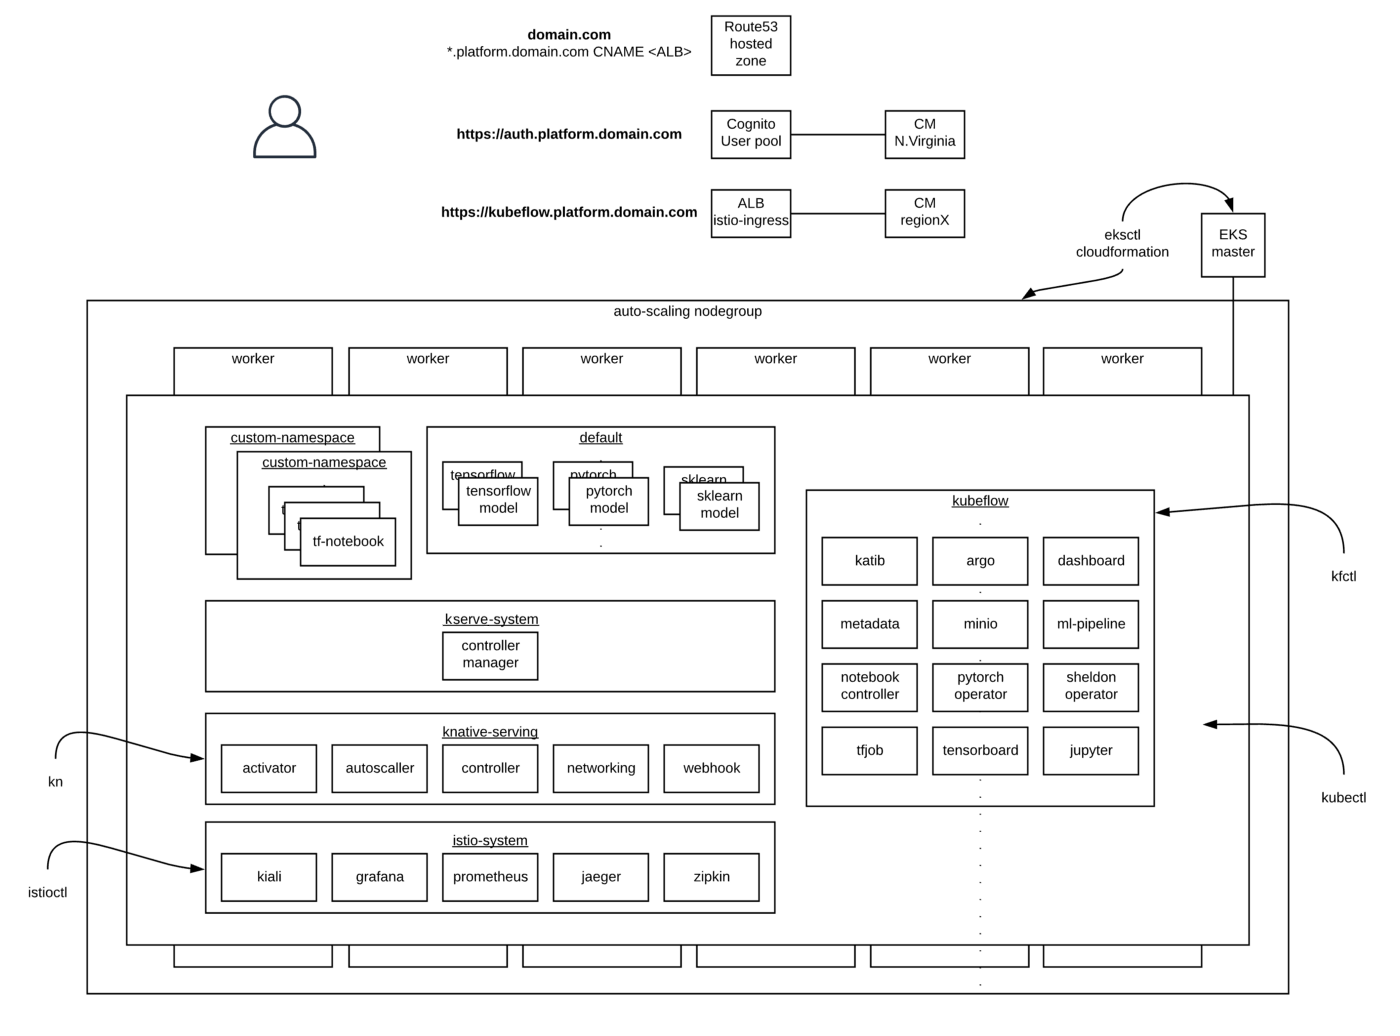 domain.com
*.platform.domain.com CNAME <ALB>
Route53
hosted
zone
https://auth.platform.domain.com
Cognito
User pool
CM
N.Virginia
https://kubeflow.platform.domain.com
ALB
istio-ingress
CM
regionX
eksctl
cloudformation
EKS
master
auto-scaling nodegroup
worker
worker
worker
worker
worker
worker
custom-namespace
custom-namespace
tf-notebook
default
tensorflow
tensorflow
model
pytorch
pytorch
model
sklearn
sklearn
model
kubeflow
katib
argo
dashboard
metadata
minio
ml-pipeline
notebook
controller
pytorch
operator
sheldon
operator
tfjob
tensorboard
jupyter
kfctl
kserve-system
controller
manager
knative-serving
activator
autoscaller
controller
networking
webhook
kn
kubectl
istio-system
kiali
grafana
prometheus
jaeger
zipkin
istioctl